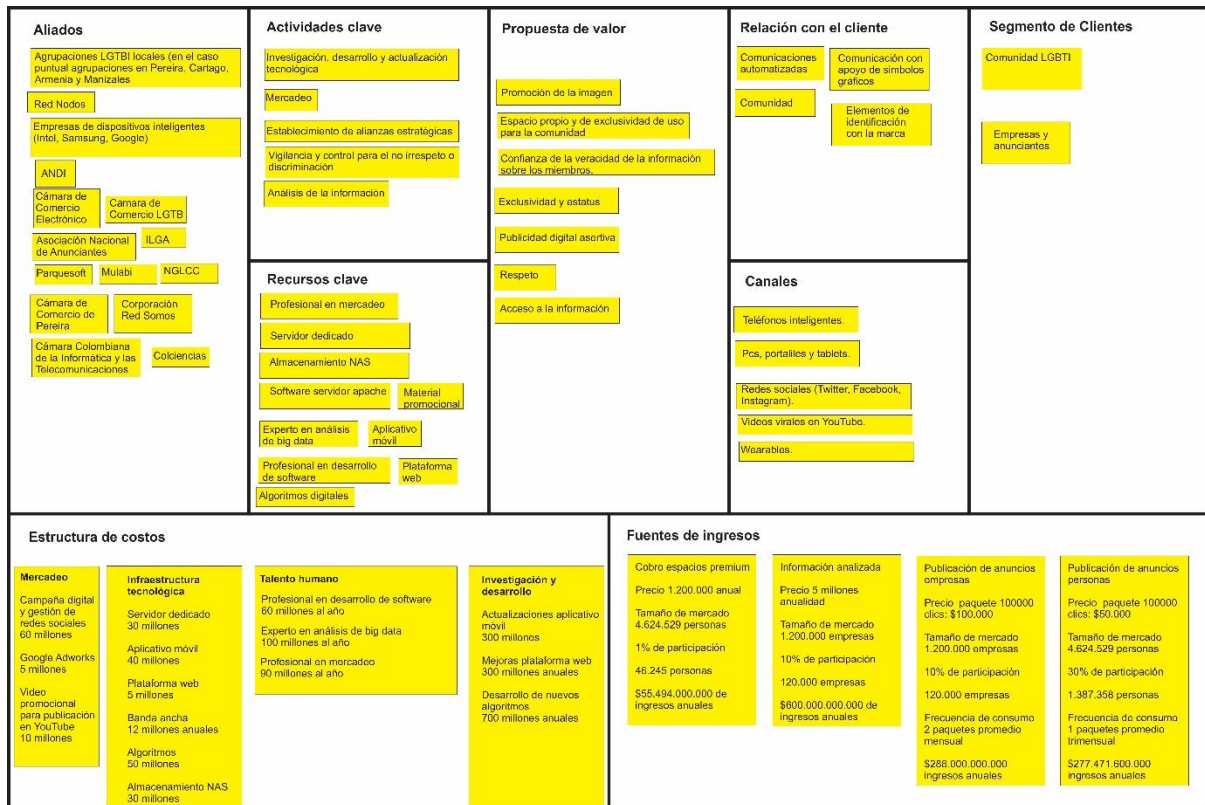 Aliados
Agrupaciones LGTBI locales (en el caso
puntual agrupaciones en Pereira, Cartago,
Armenia y Manizales
Red Nodos
Empresas de dispositivos inteligentes
(Intel, Samsung, Google)
ANDI
Cámara de
Comercio
Electrónico
Camara de
Comercio LGTB
Asociación Nacional
de Anunciantes
ILGA
Parquesoft
Mulabi
NGLCC
Cámara de
Comercio de
Pereira
Corporación
Red Somos
Cámara Colombiana
de la Informática y las
Telecomunicaciones
Colciencias
Actividades clave
Investigación, desarrollo y actualización
tecnológica
Mercadeo
Establecimiento de alianzas estratégicas
Vigilancia y control para el no irrespeto o
discriminación
Análisis de la información
Recursos clave
Profesional en mercadeo
Servidor dedicado
Almacenamiento NAS
Software servidor apache
Material
promocional
Experto en análisis
de big data
Aplicativo
móvil
Profesional en desarrollo
de software
Plataforma
web
Algoritmos digitales
Propuesta de valor
Promoción de la imagen
Espacio propio y de exclusividad de uso
para la comunidad
Confianza de la veracidad de la información
sobre los miembros.
Exclusividad y estatus
Publicidad digital asertiva
Respeto
Acceso a la información
Relación con el cliente
Comunicaciones
automatizadas
Comunicación con
apoyo de simbolos
gráficos
Comunidad
Elementos de
identificación
con la marca
Canales
Teléfonos inteligentes.
Pcs, portatiles y tablets.
Redes sociales (Twitter, Facebook,
Instagram).
Videos virales en YouTube.
Wearables.
Segmento de Clientes
Comunidad LGBTI
Empresas y
anunciantes
Estructura de costos
Mercadeo
Campaña digital
y gestión de
redes sociales
60 millones
Google Adworks
5 millones
Video
promocional
para publicación
en YouTube
10 millones
Infraestructura
tecnológica
Servidor dedicado
30 millones
Aplicativo móvil
40 millones
Plataforma web
5 millones
Banda ancha
12 millones anuales
Algoritmos
50 millones
Almacenamiento NAS
30 millones
Talento humano
Profesional en desarrollo de software
60 millones al año
Experto en análisis de big data
100 millones al año
Profesional en mercadeo
90 millones al año
Investigación y
desarrollo
Actualizaciones aplicativo
móvil
300 millones
Mejoras plataforma web
300 millones anuales
Desarrollo de nuevos
algoritmos
700 millones anuales
Fuentes de ingresos
Cobro espacios premium
Precio 1.200.000 anual
Tamaño de mercado
4.624.529 personas
1% de participación
46.245 personas
$55.494.000.000 de
ingresos anuales
Información analizada
Precio 5 millones
anualidad
Tamaño de mercado
1.200.000 empresas
10% de participación
120.000 empresas
$600.000.000.000 de
ingresos anuales
Publicación de anuncios
empresas
Precio paquete 100000
clics: $100.000
Tamaño de mercado
1.200.000 empresas
10% de participación
120.000 empresas
Frecuencia de consumo
2 paquetes promedio
mensual
$288.000.000.000
ingresos anuales
Publicación de anuncios
personas
Precio paquete 100000
clics: $50.000
Tamaño de mercado
4.624.529 personas
30% de participación
1.387.358 personas
Frecuencia de consumo
1 paquetes promedio
trimensual
$277.471.600.000
ingresos anuales